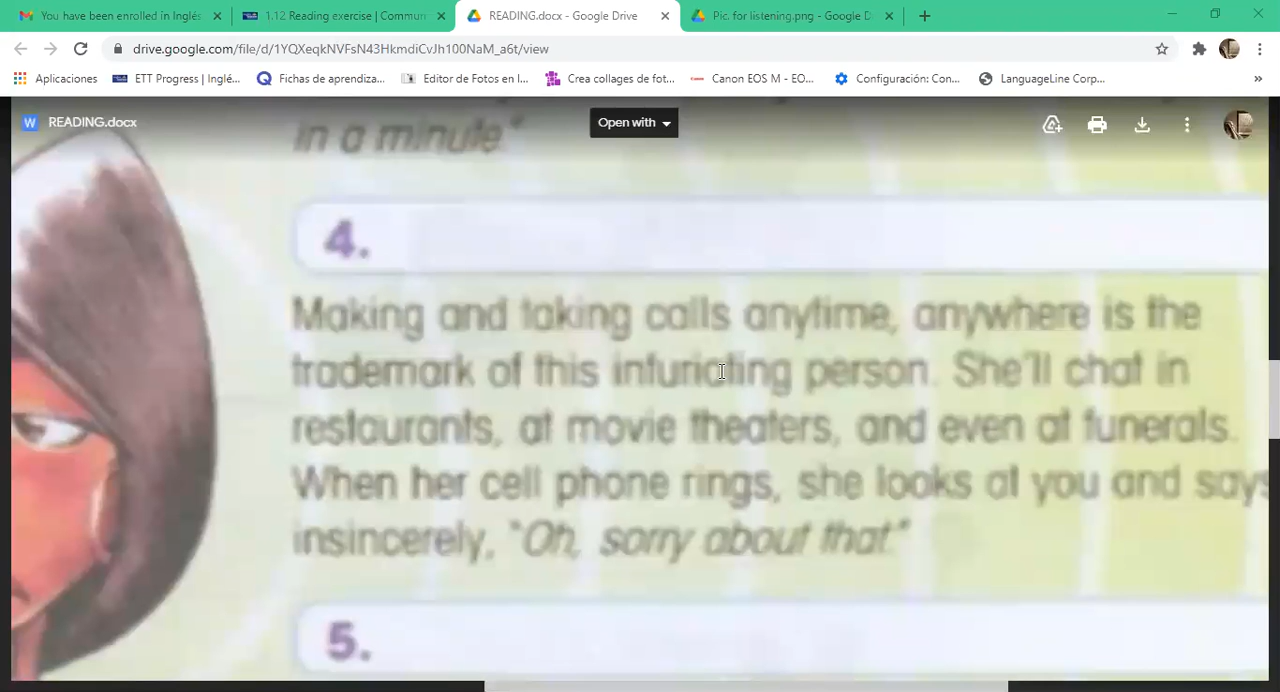 You have been enrolled in Inglés
1.12 Reading exercise | Commun
READING.docx - Google Drive
Pic. for listening.png - Google D
drive.google.com/file/d/1YQXeqkNVFsN43HkmdiCvJh100NaM_a6t/view
Aplicaciones
ETT Progress | Inglé...
Fichas de aprendiza...
Editor de Fotos en l...
Crea collages de fot...
Canon EOS M - EO...
Configuración: Con...
LanguageLine Corp...
»
W READING.docx
Open with
in a minute."
4.
Making and taking calls anytime, anywhere is the
trademark of this infuriating person. She'll chat in
restaurants, at movie theaters, and even at funerals.
When her cell phone rings, she looks at you and says
insincerely, "Oh, sorry about that."
5.